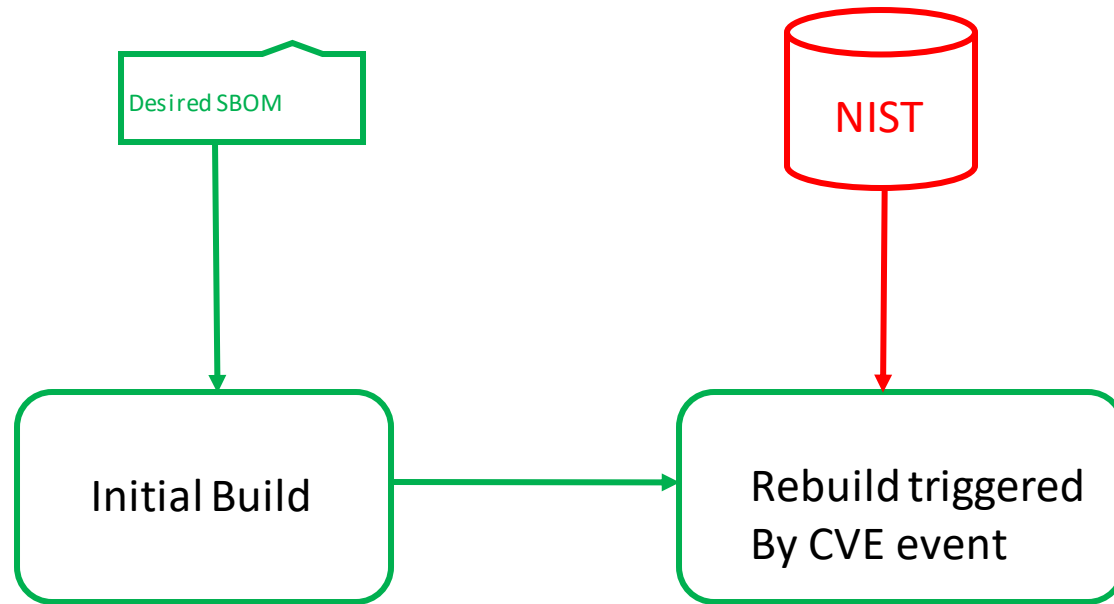 Desired SBOM
NIST
Initial Build
Rebuild triggered
By CVE event